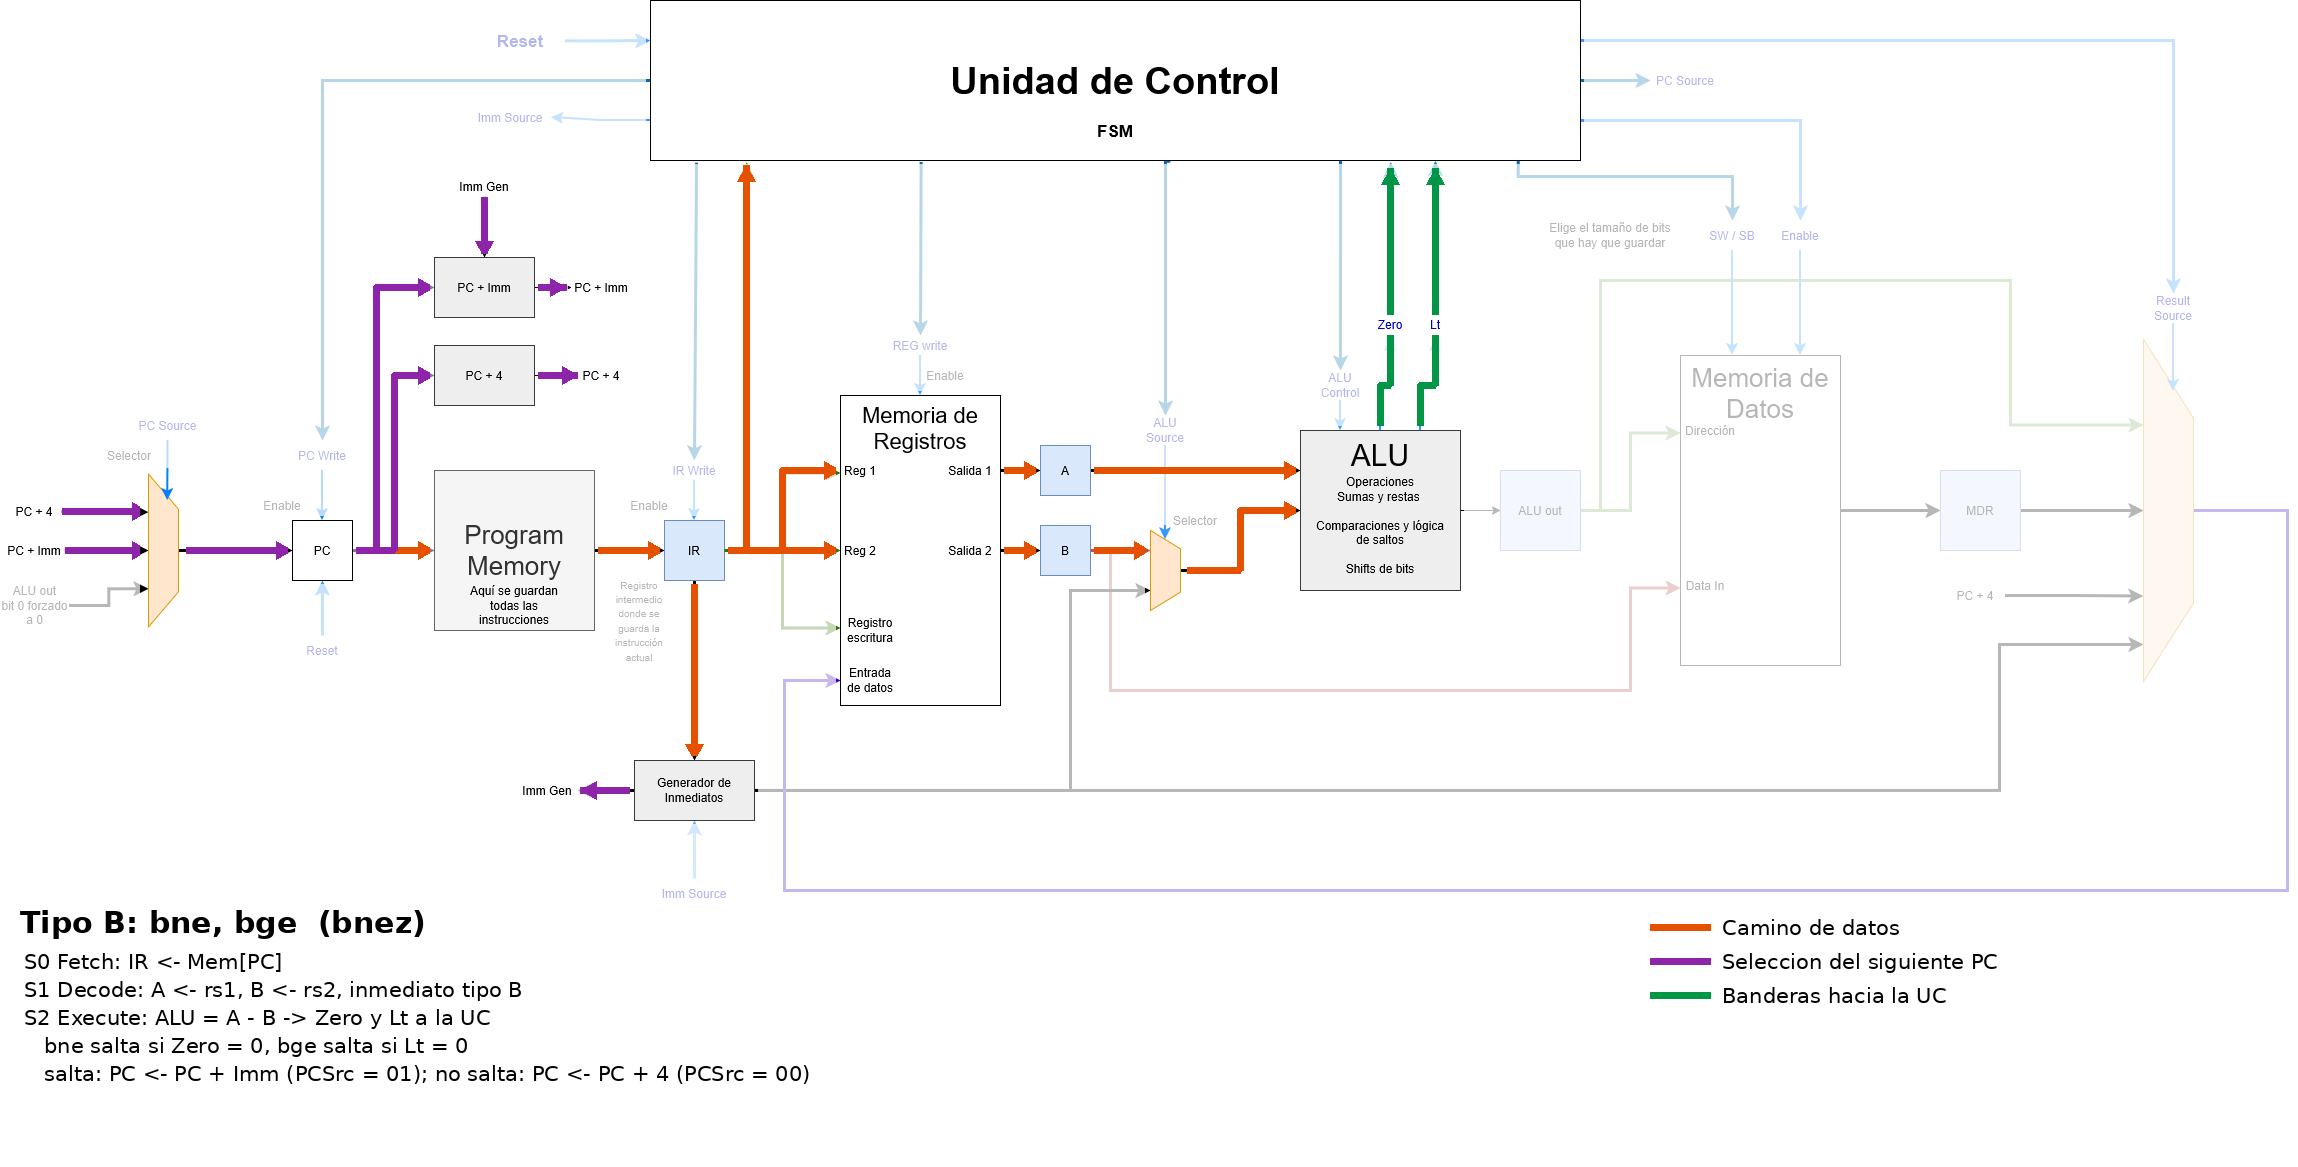 Reset
Unidad de Control
FSM
PC Source
Imm Source
Imm Gen
PC + Imm
PC + Imm
PC + 4
PC + 4
Elige el tamaño de bits
que hay que guardar
SW / SB
Enable
Result
Source
Zero
Lt
REG write
Enable
ALU
Control
ALU
Source
PC Source
Selector
PC Write
Enable
IR Write
Enable
PC + 4
PC + Imm
ALU out
bit 0 forzado
a 0
PC
Reset
Program
Memory
Aquí se guardan
todas las
instrucciones
IR
Registro
intermedio
donde se
guarda la
instrucción
actual
Memoria de
Registros
Reg 1
Salida 1
Reg 2
Salida 2
Registro
escritura
Entrada
de datos
A
B
Selector
ALU
Operaciones
Sumas y restas
Comparaciones y lógica
de saltos
Shifts de bits
ALU out
Memoria de
Datos
Dirección
Data In
MDR
PC + 4
Imm Gen
Generador de
Inmediatos
Imm Source
Tipo B: bne, bge  (bnez)
S0 Fetch: IR <- Mem[PC]
S1 Decode: A <- rs1, B <- rs2, inmediato tipo B
S2 Execute: ALU = A - B -> Zero y Lt a la UC
bne salta si Zero = 0, bge salta si Lt = 0
salta: PC <- PC + Imm (PCSrc = 01); no salta: PC <- PC + 4 (PCSrc = 00)
Camino de datos
Seleccion del siguiente PC
Banderas hacia la UC